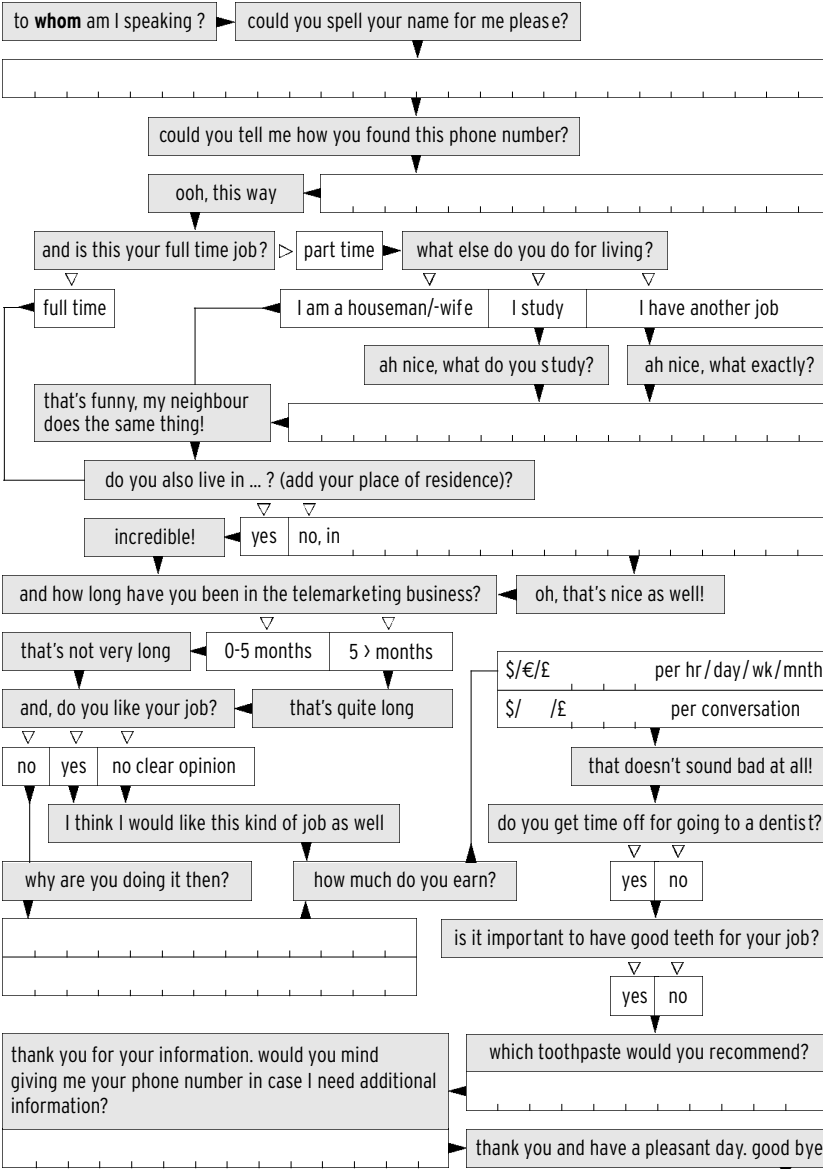 to whom am I speaking ?
could you spell your name for me please?
could you tell me how you found this phone number?
ooh, this way
and is this your full time job?
part time
what else do you do for living?
full time
I am a houseman/-wife
I study
I have another job
ah nice, what do you study?
ah nice, what exactly?
that's funny, my neighbour
does the same thing!
do you also live in ... ? (add your place of residence)?
incredible!
yes
no, in
and how long have you been in the telemarketing business?
oh, that's nice as well!
that's not very long
0-5 months
5 > months
$/€/£
per hr/day/wk/mnth
and, do you like your job?
that's quite long
$/ /£
per conversation
no
yes
no clear opinion
that doesn't sound bad at all!
I think I would like this kind of job as well
do you get time off for going to a dentist?
why are you doing it then?
how much do you earn?
yes
no
is it important to have good teeth for your job?
yes
no
thank you for your information. would you mind
giving me your phone number in case I need additional
information?
which toothpaste would you recommend?
thank you and have a pleasant day. good bye